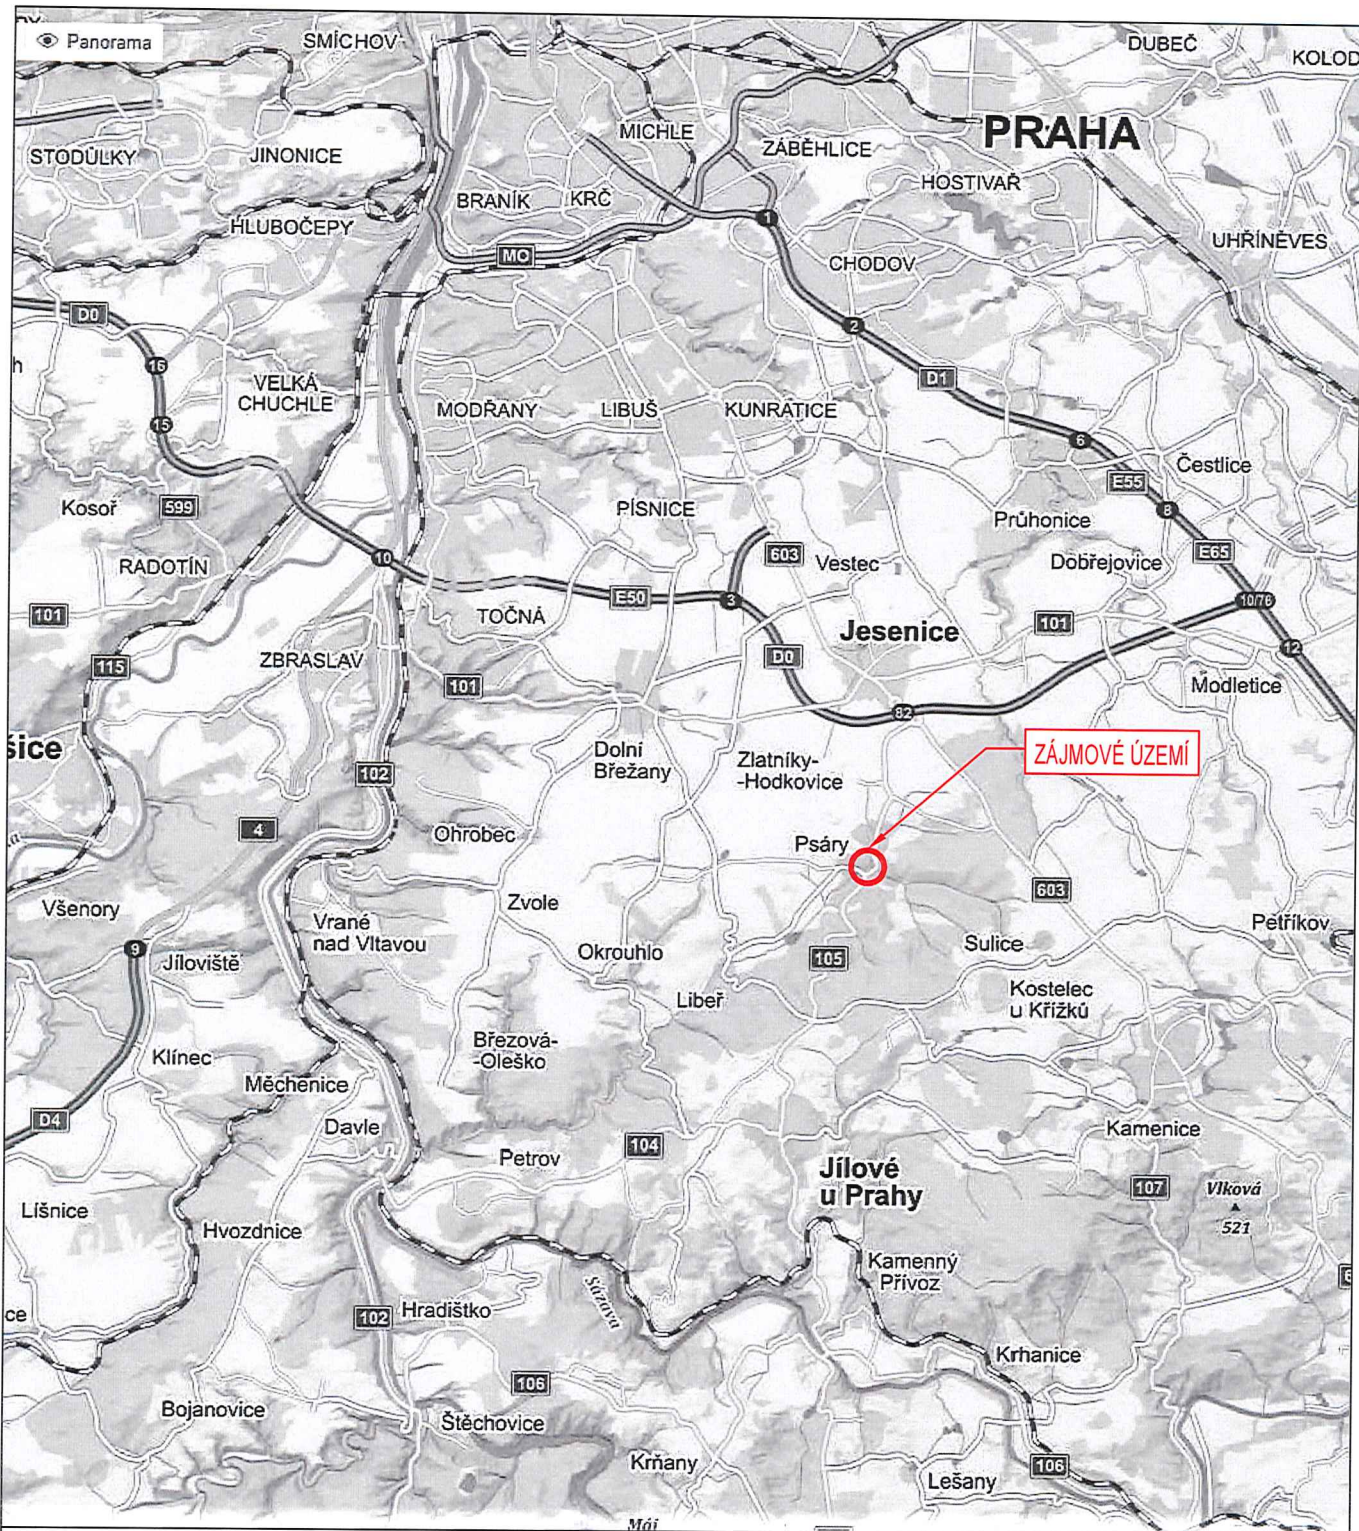 Panorama
SMÍCHOV
DUBEČ
KOLOD
MICHLE
PRAHA
STODŮLKY
JINONICE
ZÁBĚHLICE
HOSTIVAŘ
BRANÍK
KRČ
HLUBOČEPY
1
UHŘÍNĚVES
MO
CHODOV
D0
2
h
16
VELKÁ
CHUCHLE
D1
MODŘANY
LIBUŠ
KUNRATICE
15
6
Čestlice
E55
Kosoř
599
PÍSNICE
8
Průhonice
RADOTÍN
10
603
Vestec
Dobřejovice
E65
101
E50
3
10/76
TOČNÁ
Jesenice
101
115
ZBRASLAV
D0
12
101
Modletice
82
šice
Dolní
Břežany
Zlatníky-
-Hodkovice
ZÁJMOVÉ ÚZEMÍ
102
4
Ohrobec
Psáry
603
Všenory
Zvole
Vrané
nad Vltavou
Petříkov
9
Jíloviště
Okrouhlo
105
Sulice
Libeř
Kostelec
u Křížků
Klínec
Březová-
-Oleško
Měchenice
D4
Davle
Kamenice
104
Petrov
Jílové
u Prahy
107
Vlková
521
Líšnice
Hvozdnice
Kamenný
Přívoz
Sázava
ce
102
Hradištko
Krhanice
106
Bojanovice
Štěchovice
Krňany
106
Lešany